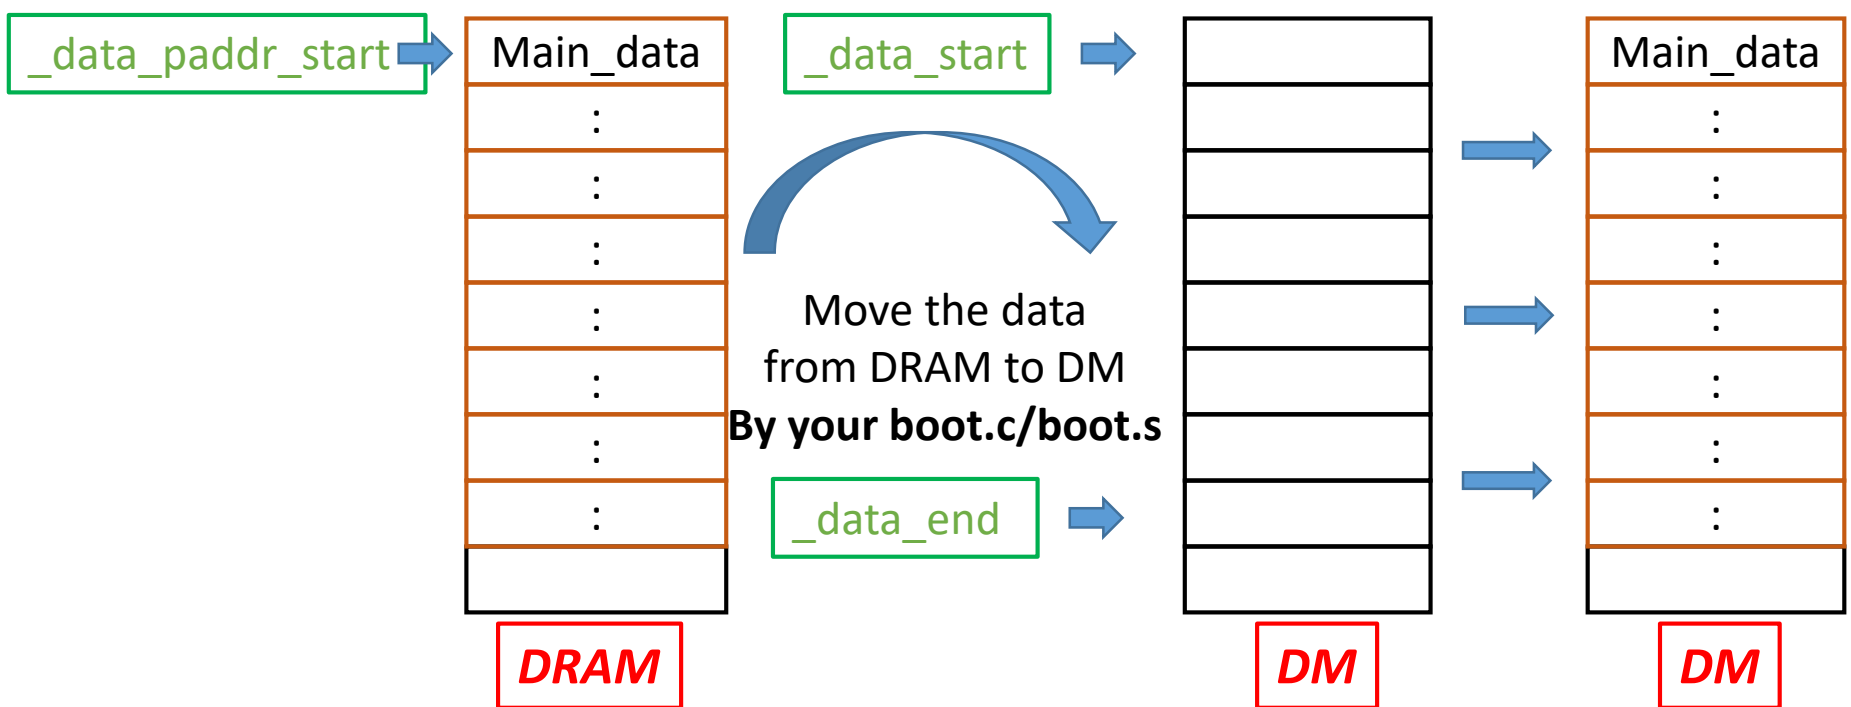 _data_paddr_start
Main_data
_data_start
Main_data
:
:
:
:
:
:
:
:
:
:
:
:
:
:
Move the data
from DRAM to DM
By your boot.c/boot.s
_data_end
DRAM
DM
DM